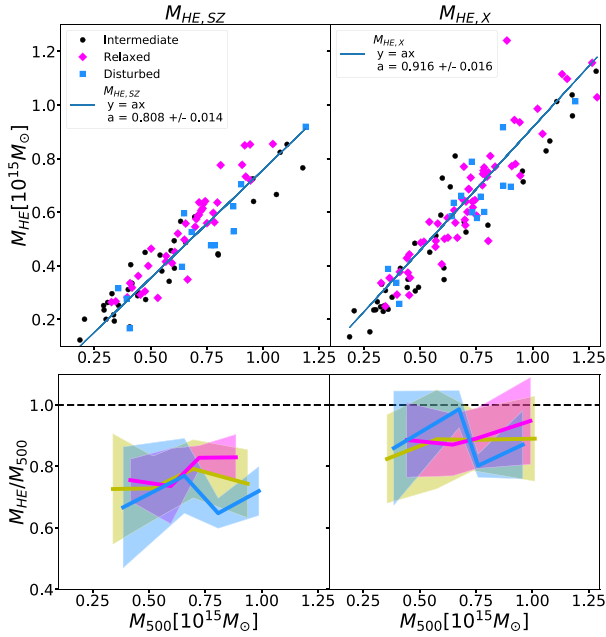 M_{HE, SZ}
M_{HE, X}
Intermediate
Relaxed
Disturbed
M_{HE, SZ}
y = ax
a = 0.808 +/- 0.014
M_{HE, X}
y = ax
a = 0.916 +/- 0.016
M_{HE}[10^{15}M_⊙]
1.2
1.0
0.8
0.6
0.4
0.2
0.25 0.50 0.75 1.00 1.25
0.25 0.50 0.75 1.00 1.25
M_{HE}/M_{500}
1.0
0.8
0.6
0.4
0.25 0.50 0.75 1.00 1.25
0.25 0.50 0.75 1.00 1.25
M_{500}[10^{15}M_⊙]
M_{500}[10^{15}M_⊙]